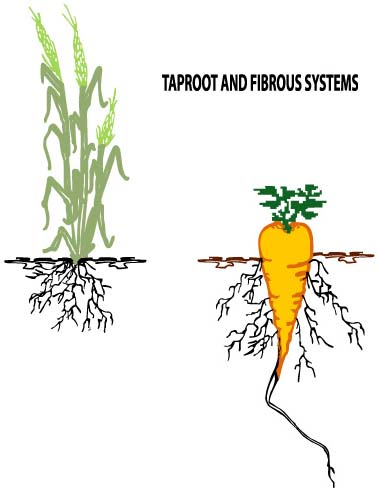 TAPROOT AND FIBROUS SYSTEMS